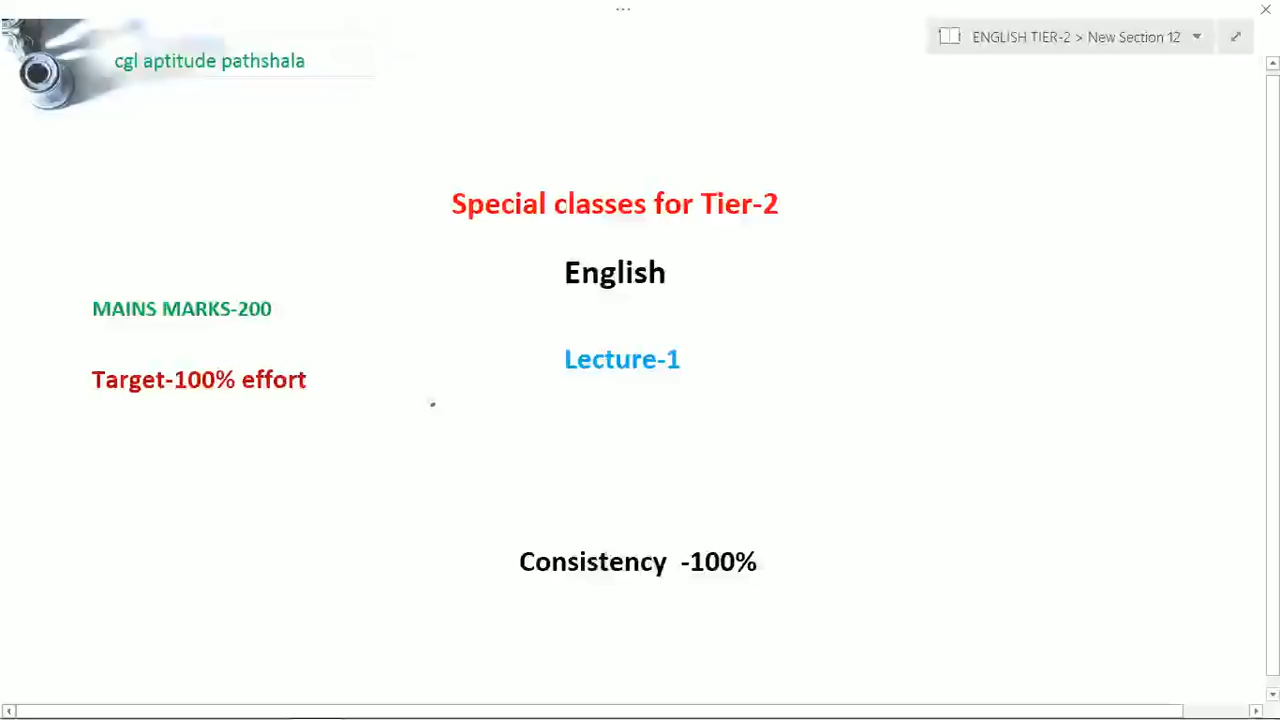 ENGLISH TIER-2 > New Section 12
cgl aptitude pathshala
Special classes for Tier-2
English
MAINS MARKS-200
Lecture-1
Target-100% effort
Consistency -100%